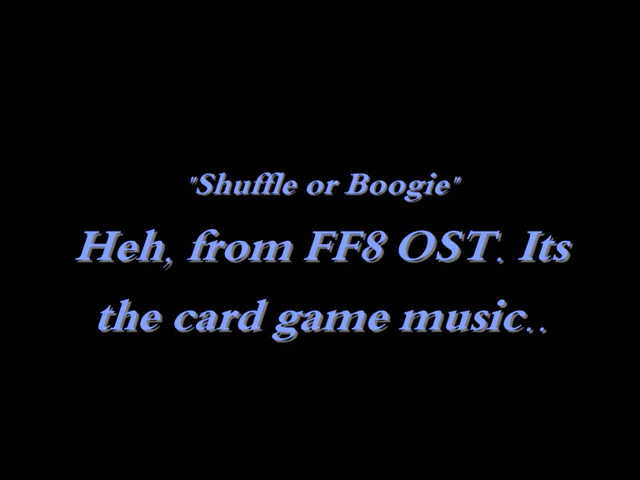 "Shuffle or Boogie"
Heh, from FF8 OST. Its
the card game music..